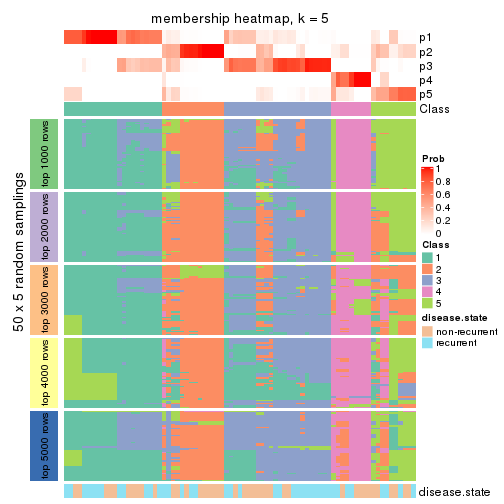 membership heatmap, k = 5
p1
p2
p3
p4
p5
Class
50 x 5 random samplings
top 1000 rows
top 2000 rows
top 3000 rows
top 4000 rows
top 5000 rows
disease.state
Prob
1
0.8
0.6
0.4
0.2
0
Class
1
2
3
4
5
disease.state
non-recurrent
recurrent